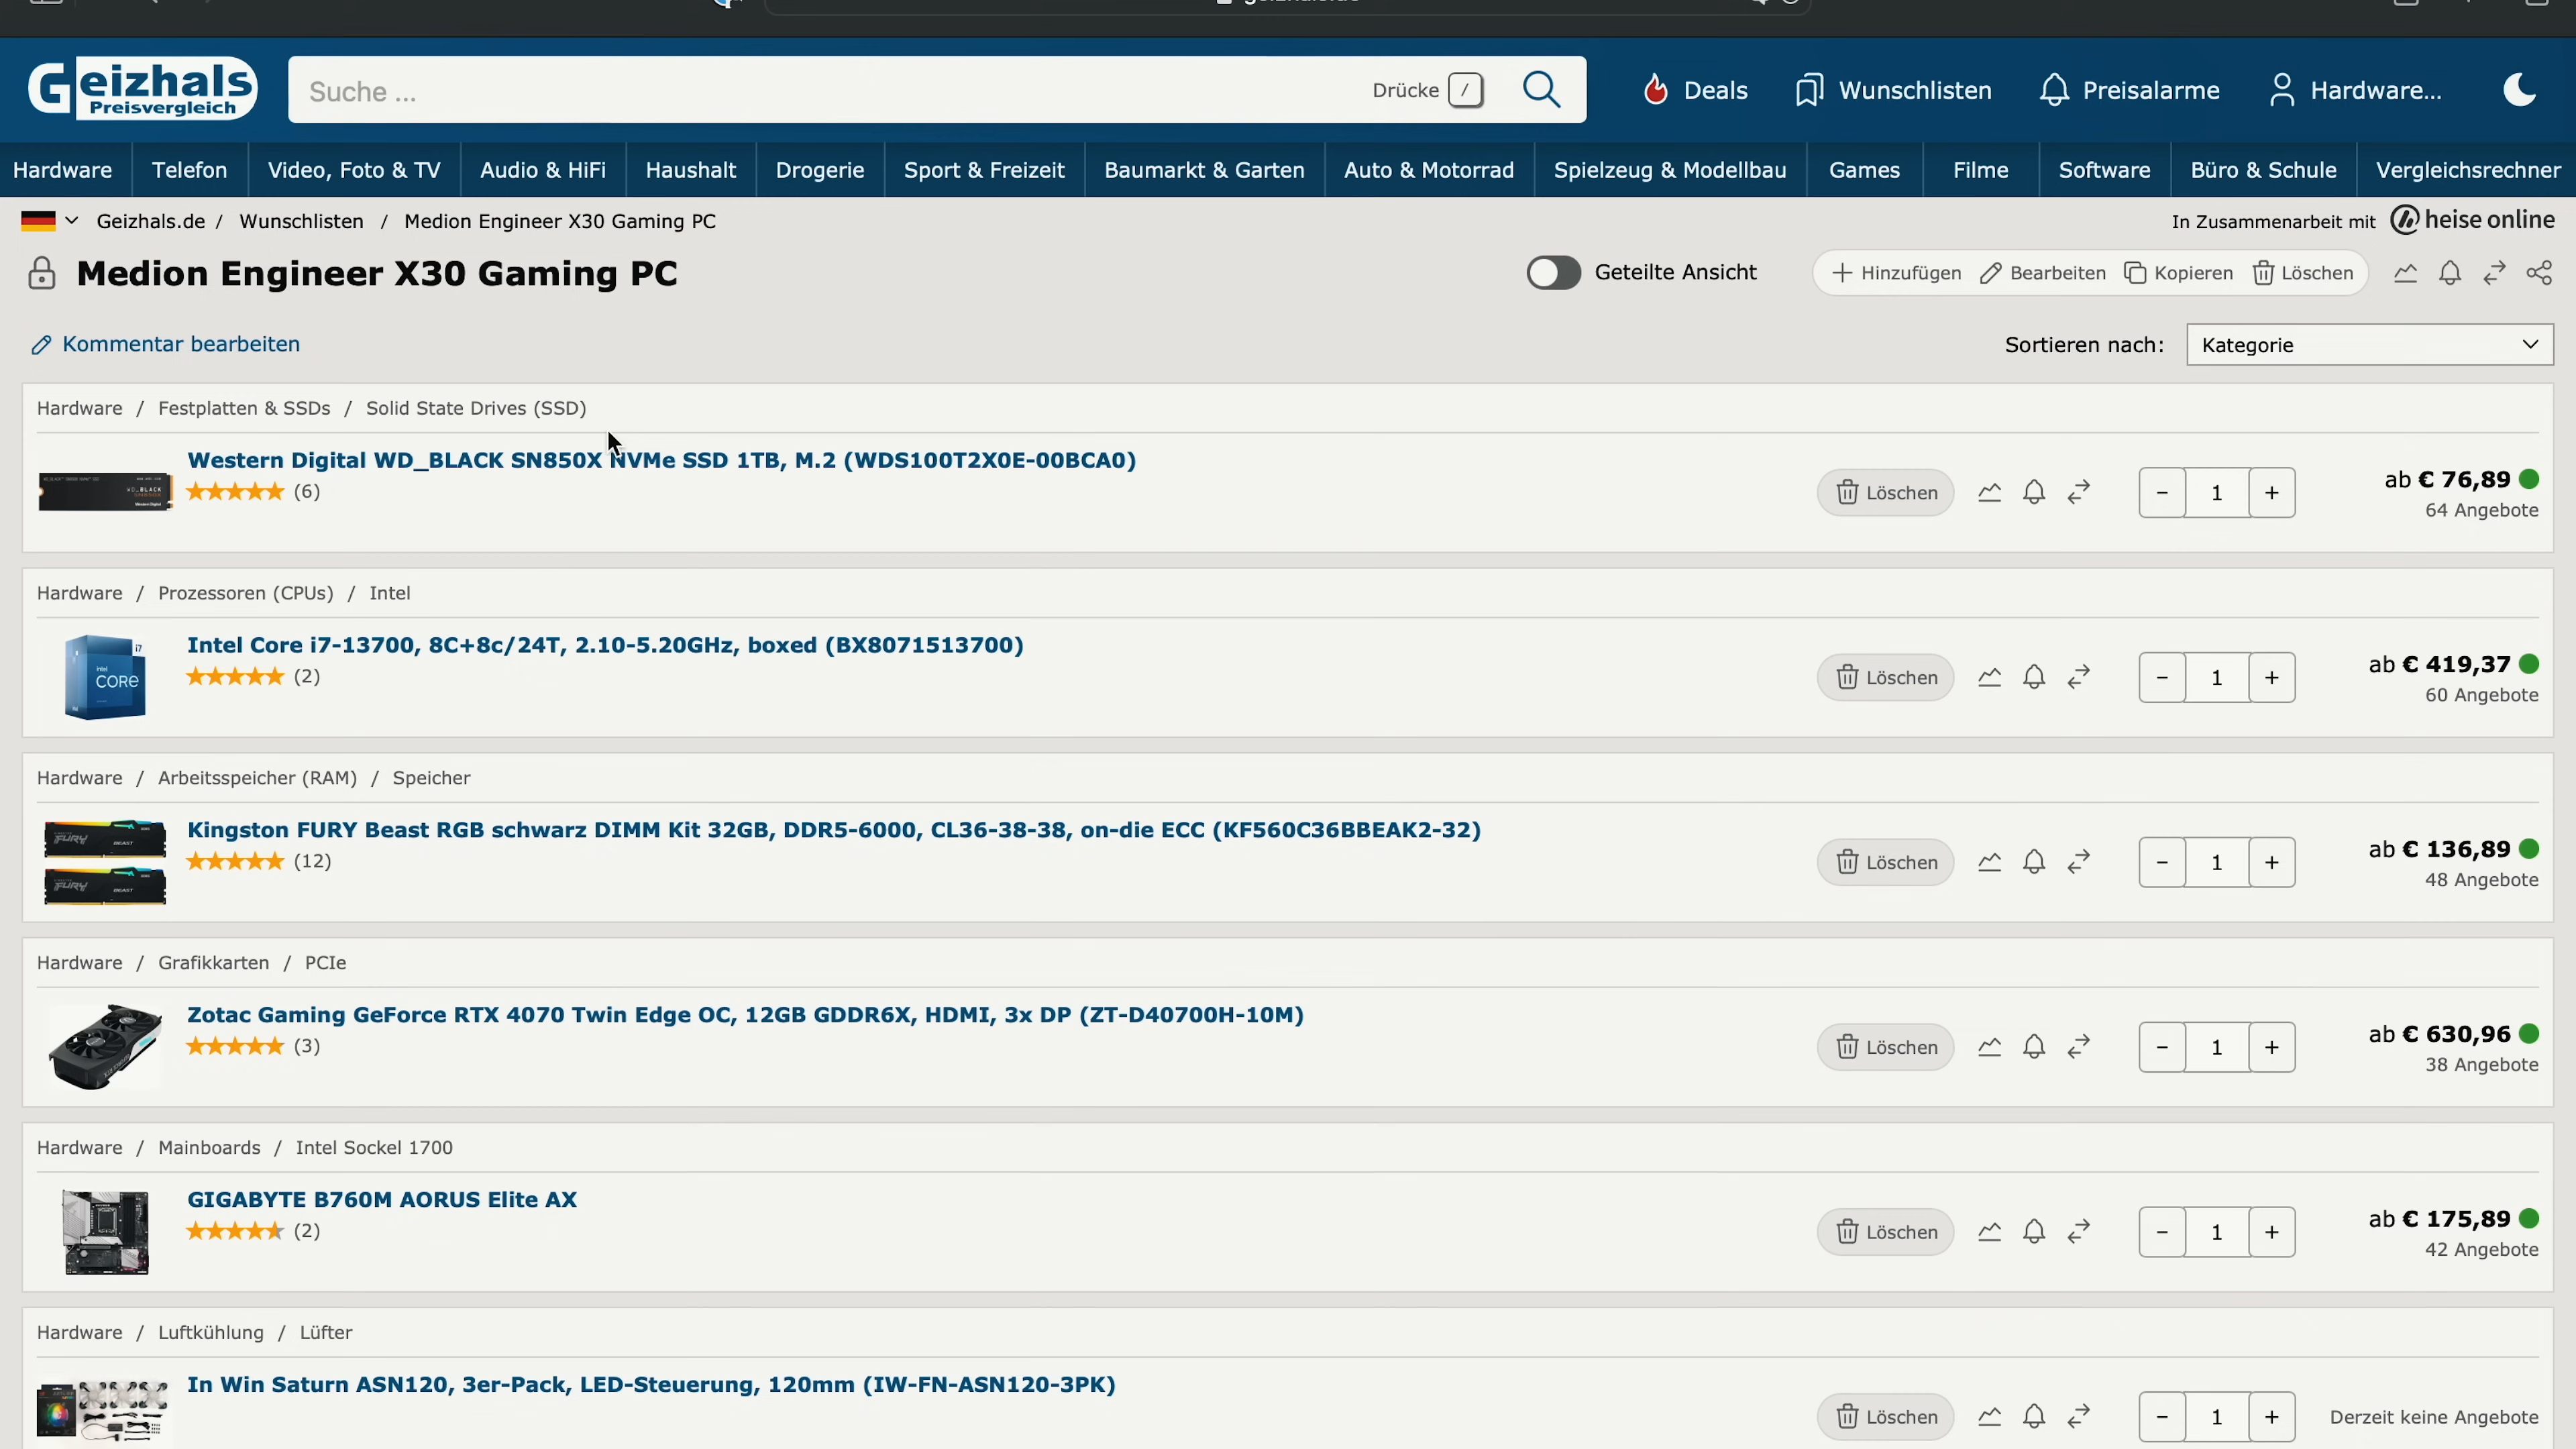 Geizhals
Preisvergleich
Suche ...
Drücke /
Deals
Wunschlisten
Preisalarme
Hardware...
Hardware
Telefon
Video, Foto & TV
Audio & HiFi
Haushalt
Drogerie
Sport & Freizeit
Baumarkt & Garten
Auto & Motorrad
Spielzeug & Modellbau
Games
Filme
Software
Büro & Schule
Vergleichsrechner
Geizhals.de / Wunschlisten / Medion Engineer X30 Gaming PC
In Zusammenarbeit mit heise online
Medion Engineer X30 Gaming PC
Geteilte Ansicht
Hinzufügen
Bearbeiten
Kopieren
Löschen
Kommentar bearbeiten
Sortieren nach: Kategorie
Hardware / Festplatten & SSDs / Solid State Drives (SSD)
Western Digital WD_BLACK SN850X NVMe SSD 1TB, M.2 (WDS100T2X0E-00BCA0)
(6)
Löschen
- 1 +
ab € 76,89
64 Angebote
Hardware / Prozessoren (CPUs) / Intel
Intel Core i7-13700, 8C+8c/24T, 2.10-5.20GHz, boxed (BX8071513700)
(2)
Löschen
- 1 +
ab € 419,37
60 Angebote
Hardware / Arbeitsspeicher (RAM) / Speicher
Kingston FURY Beast RGB schwarz DIMM Kit 32GB, DDR5-6000, CL36-38-38, on-die ECC (KF560C36BBEAK2-32)
(12)
Löschen
- 1 +
ab € 136,89
48 Angebote
Hardware / Grafikkarten / PCIe
Zotac Gaming GeForce RTX 4070 Twin Edge OC, 12GB GDDR6X, HDMI, 3x DP (ZT-D40700H-10M)
(3)
Löschen
- 1 +
ab € 630,96
38 Angebote
Hardware / Mainboards / Intel Sockel 1700
GIGABYTE B760M AORUS Elite AX
(2)
Löschen
- 1 +
ab € 175,89
42 Angebote
Hardware / Luftkühlung / Lüfter
In Win Saturn ASN120, 3er-Pack, LED-Steuerung, 120mm (IW-FN-ASN120-3PK)
Löschen
- 1 +
Derzeit keine Angebote